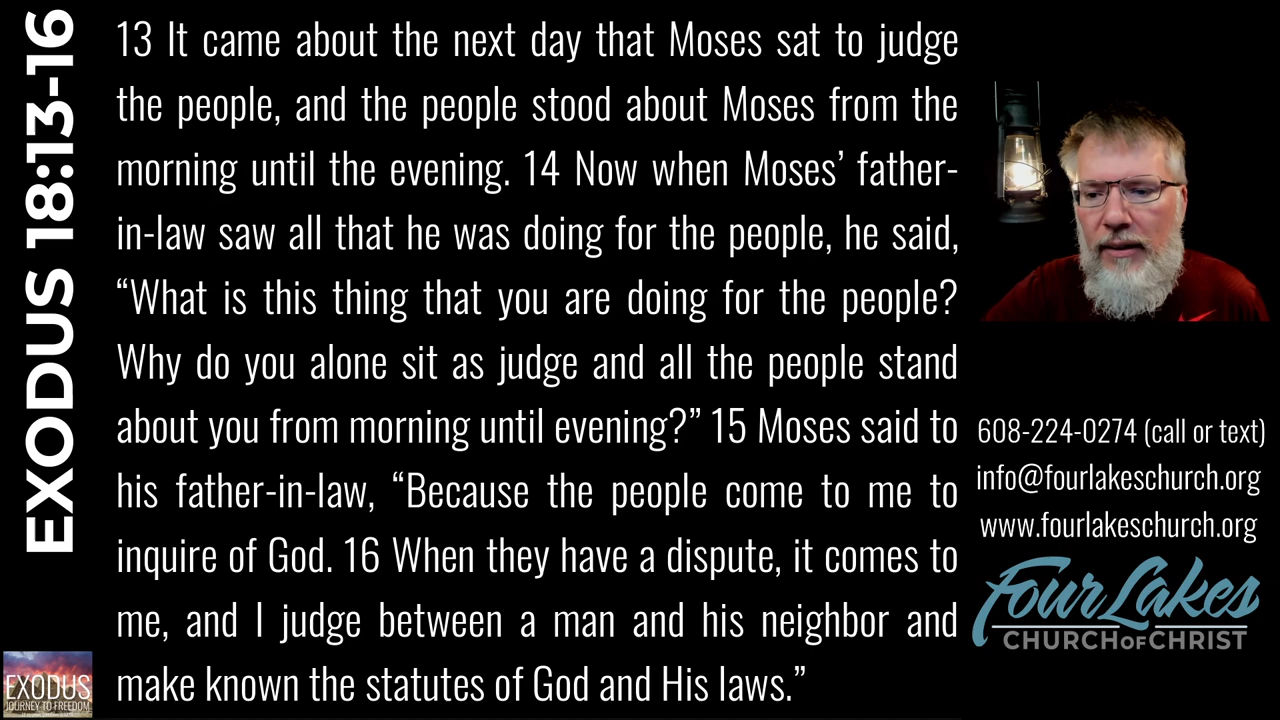 EXODUS 18:13-16
13 It came about the next day that Moses sat to judge
the people, and the people stood about Moses from the
morning until the evening. 14 Now when Moses’ father-
in-law saw all that he was doing for the people, he said,
“What is this thing that you are doing for the people?
Why do you alone sit as judge and all the people stand
about you from morning until evening?” 15 Moses said to
his father-in-law, “Because the people come to me to
inquire of God. 16 When they have a dispute, it comes to
me, and I judge between a man and his neighbor and
make known the statutes of God and His laws.”
608-224-0274 (call or text)
info@fourlakeschurch.org
www.fourlakeschurch.org
Four Lakes
CHURCH OF CHRIST
EXODUS
JOURNEY TO FREEDOM